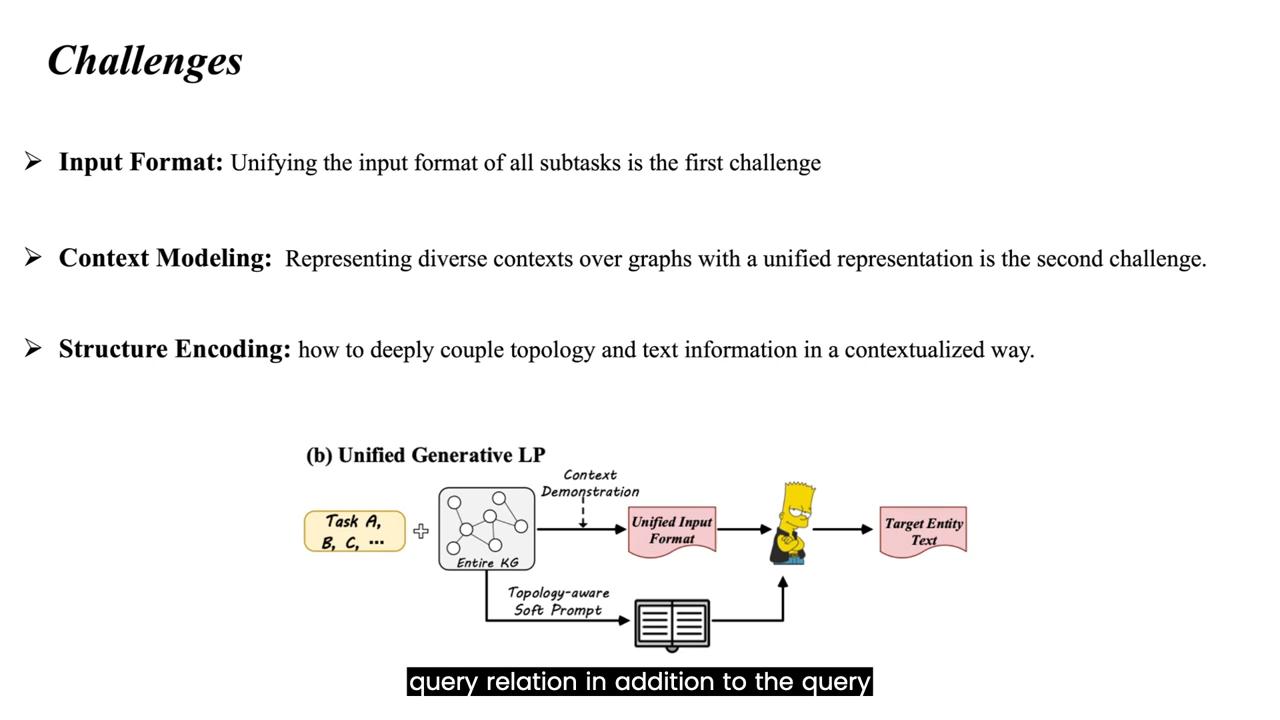 Challenges
➢ Input Format: Unifying the input format of all subtasks is the first challenge
➢ Context Modeling: Representing diverse contexts over graphs with a unified representation is the second challenge.
➢ Structure Encoding: how to deeply couple topology and text information in a contextualized way.
(b) Unified Generative LP
Context
Demonstration
Task A,
B, C, ...
Entire KG
Unified Input
Format
Target Entity
Text
Topology-aware
Soft Prompt
query relation in addition to the query